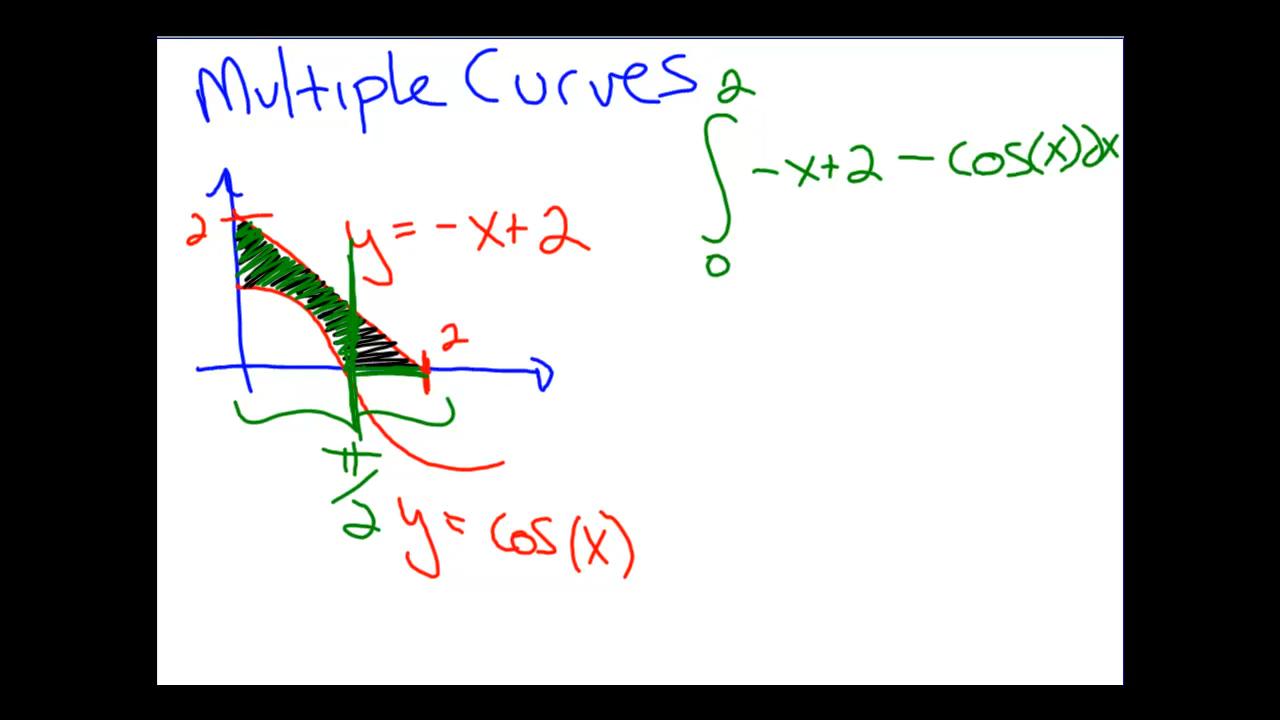 Multiple Curves
2
∫ -x+2 - cos(x)dx
0
2
y = -x+2
2
π/2
y = cos(x)